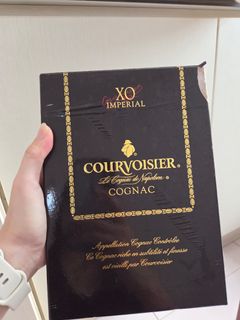 XO
IMPERIAL
COURVOISIER®
Le Cognac de Napoleon
COGNAC
Appellation Cognac Contrôlée
Ce Cognac riche en subtilité et finesse
est vieilli par Courvoisier